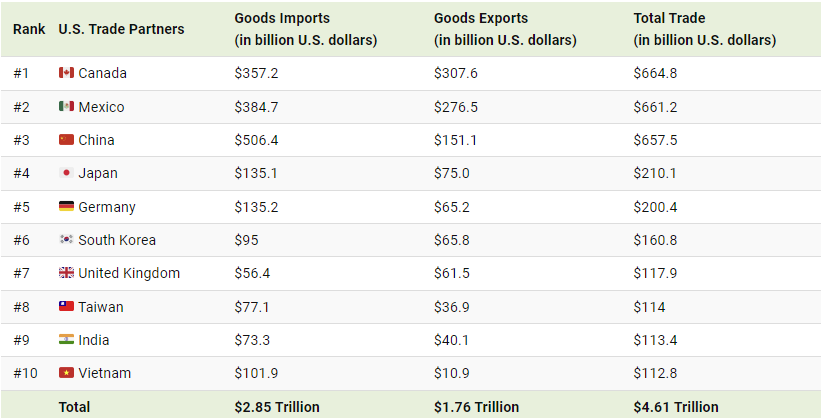 Rank U.S. Trade Partners Goods Imports (in billion U.S. dollars) Goods Exports (in billion U.S. dollars) Total Trade (in billion U.S. dollars)
#1 Canada $357.2 $307.6 $664.8
#2 Mexico $384.7 $276.5 $661.2
#3 China $506.4 $151.1 $657.5
#4 Japan $135.1 $75.0 $210.1
#5 Germany $135.2 $65.2 $200.4
#6 South Korea $95 $65.8 $160.8
#7 United Kingdom $56.4 $61.5 $117.9
#8 Taiwan $77.1 $36.9 $114
#9 India $73.3 $40.1 $113.4
#10 Vietnam $101.9 $10.9 $112.8
Total $2.85 Trillion $1.76 Trillion $4.61 Trillion